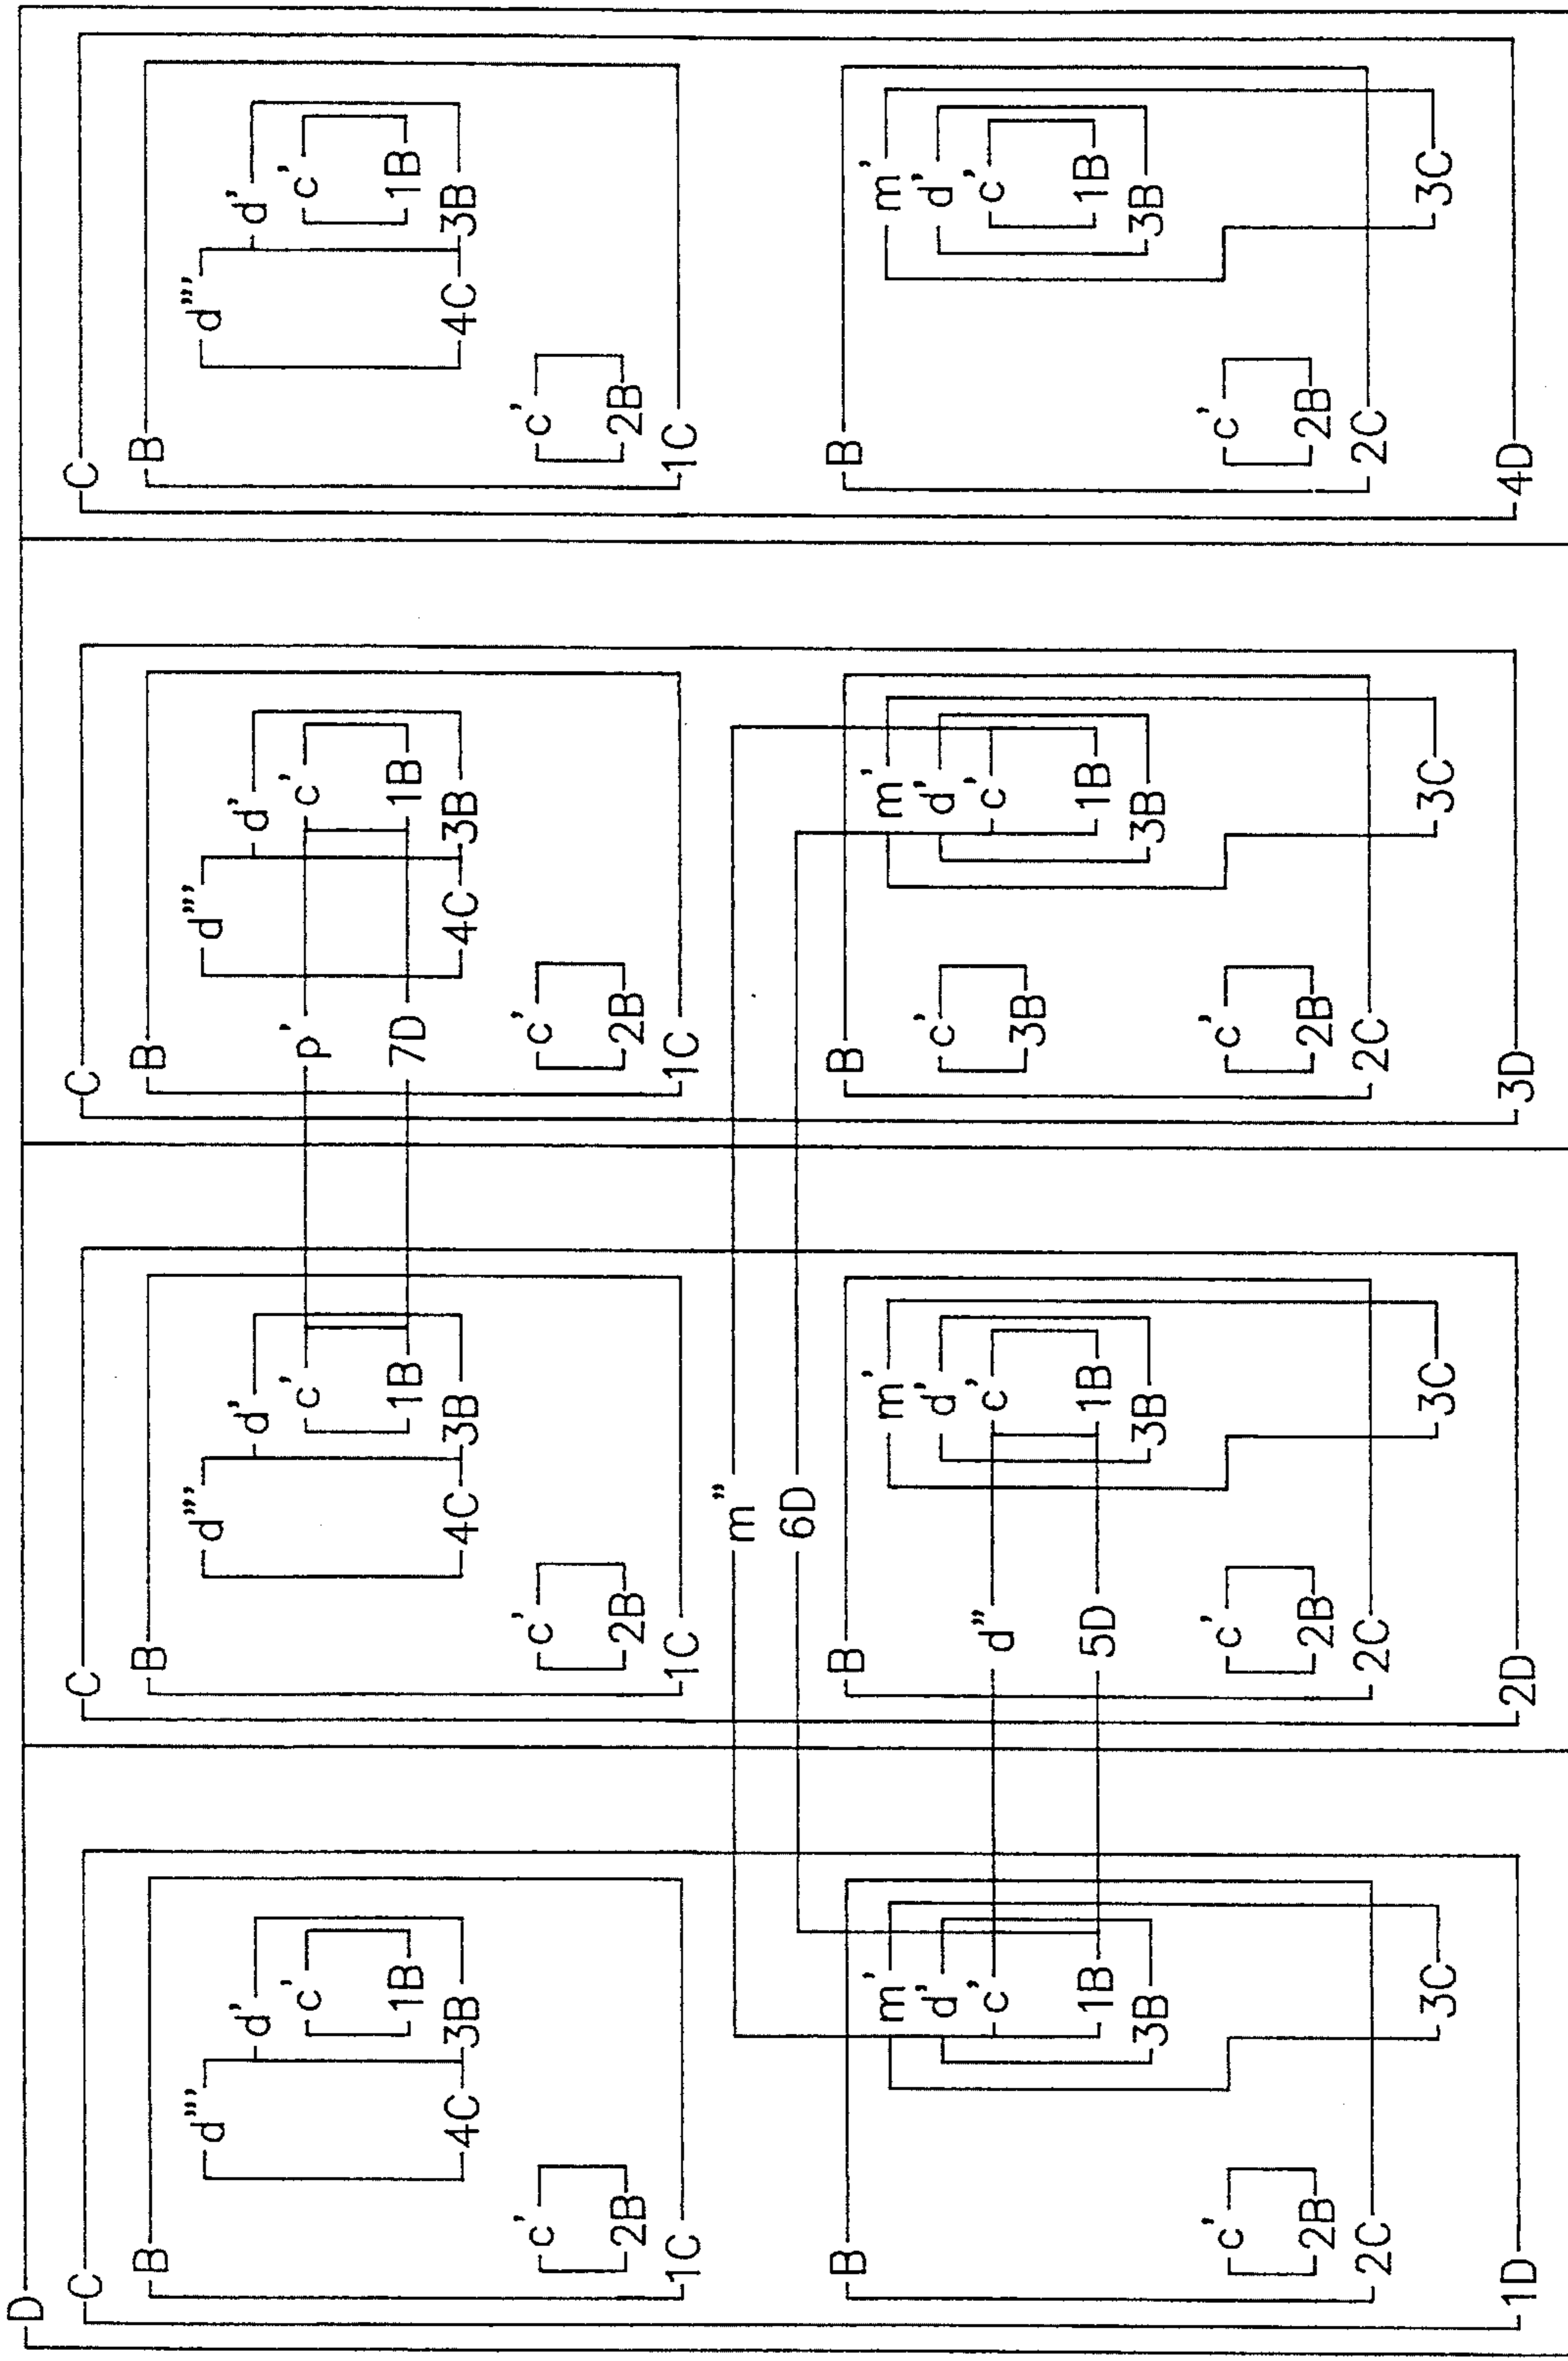 D
C C C C
B B B B
d''' d''' d''' d'''
d' d' d' d'
c' c' p' c' c'
1B 1B 7D 1B 1B
4C 3B 4C 3B 4C 3B 4C 3B
c' c' c' c'
2B 2B 2B 2B
1C 1C 1C 1C
m''
6D
B B B B
m' m' m' m'
d' d' c' d' d'
c' d'' c' c' c'
3B
1B 5D 1B 1B 1B
3B 3B 3B 3B
c' c' c' c'
2B 2B 2B 2B
2C 2C 2C 2C
3C 3C 3C 3C
1D 2D 3D 4D